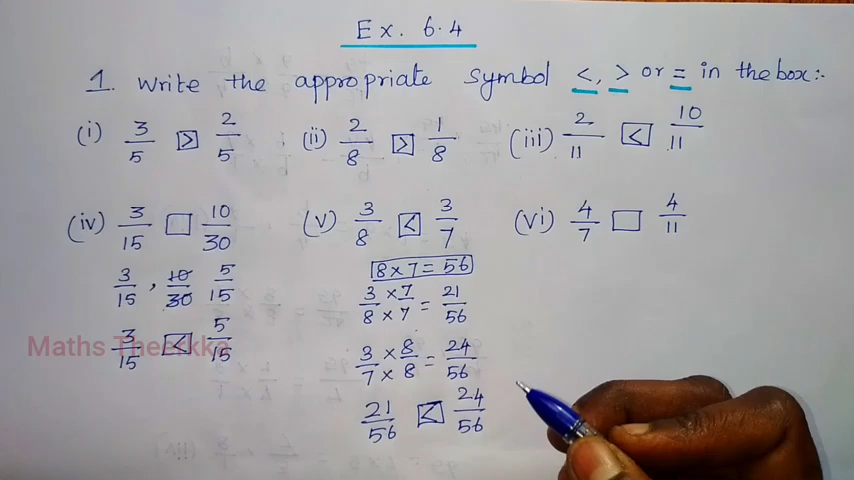 Ex. 6.4
1. Write the appropriate symbol <, > or = in the box:-
(i) 3/5 [>] 2/5 (ii) 2/8 [>] 1/8 (iii) 2/11 [<] 10/11
(iv) 3/15 [ ] 10/30 (v) 3/8 [<] 3/7 (vi) 4/7 [ ] 4/11
3/15, 10/30 5/15
3/15 [<] 5/15
8 x 7 = 56
3/8 x 7/7 = 21/56
3/7 x 8/8 = 24/56
21/56 [<] 24/56
Maths Theerkka